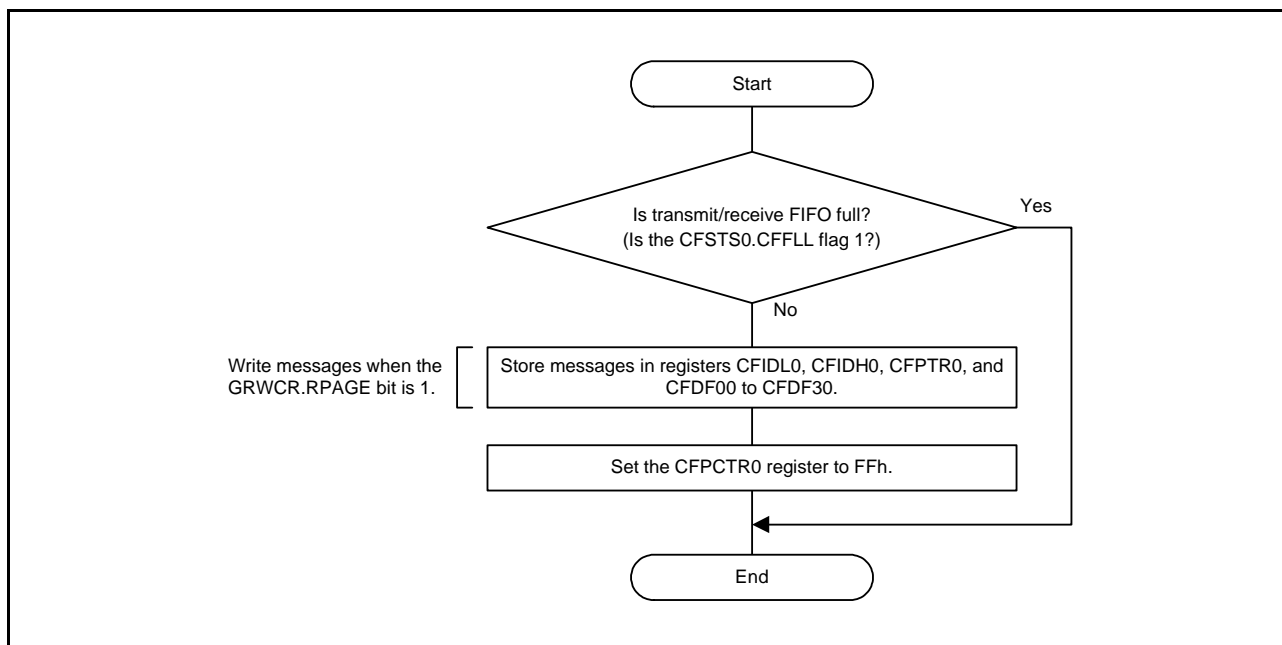 Start
Is transmit/receive FIFO full?
(Is the CFSTS0.CFFLL flag 1?)
Yes
No
Write messages when the
GRWCR.RPAGE bit is 1.
Store messages in registers CFIDL0, CFIDH0, CFPTR0, and
CFDF00 to CFDF30.
Set the CFPCTR0 register to FFh.
End